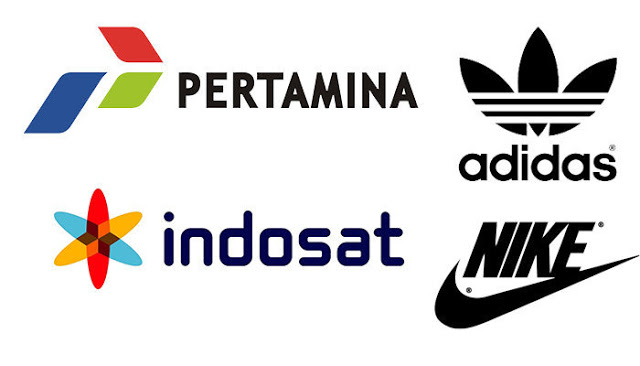 PERTAMINA
adidas®
indosat
NIKE®
®